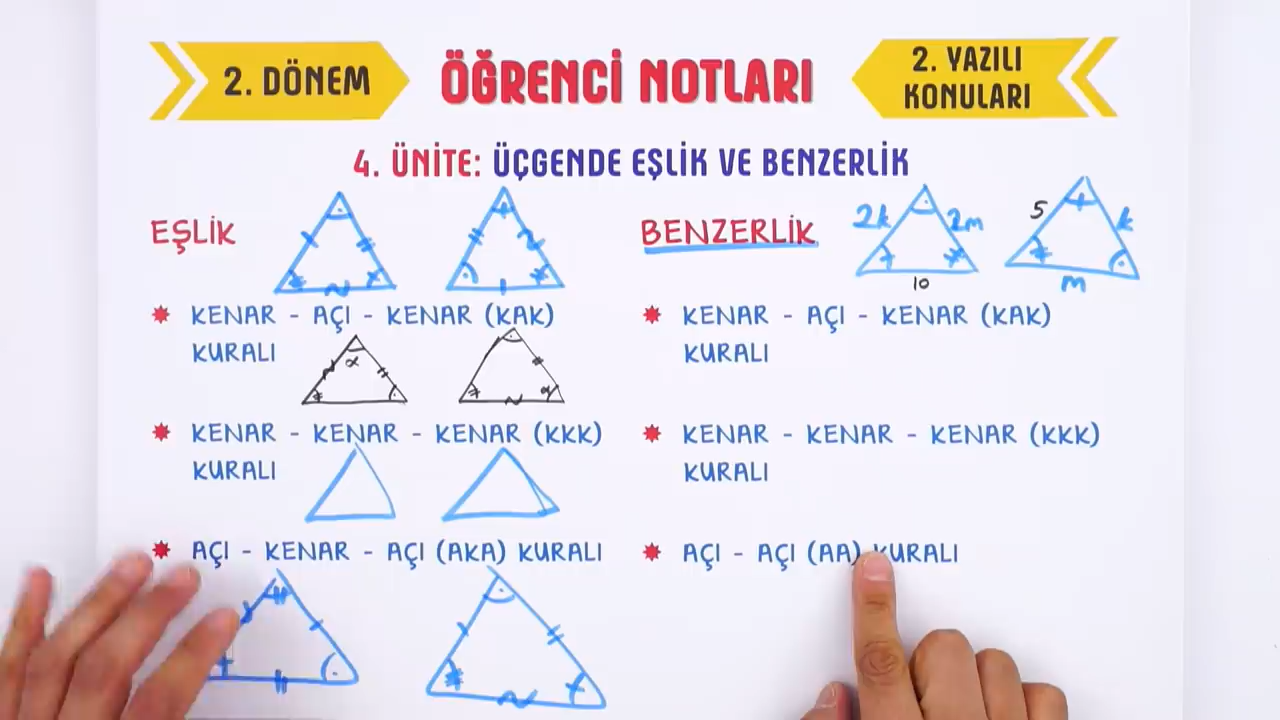 2. DÖNEM
ÖĞRENCİ NOTLARI
2. YAZILI
KONULARI
4. ÜNİTE: ÜÇGENDE EŞLİK VE BENZERLİK
EŞLİK
KENAR - AÇI - KENAR (KAK)
KURALI
α
α
KENAR - KENAR - KENAR (KKK)
KURALI
AÇI - KENAR - AÇI (AKA) KURALI
BENZERLİK
2k
2m
10
5
k
m
KENAR - AÇI - KENAR (KAK)
KURALI
KENAR - KENAR - KENAR (KKK)
KURALI
AÇI - AÇI (AA) KURALI